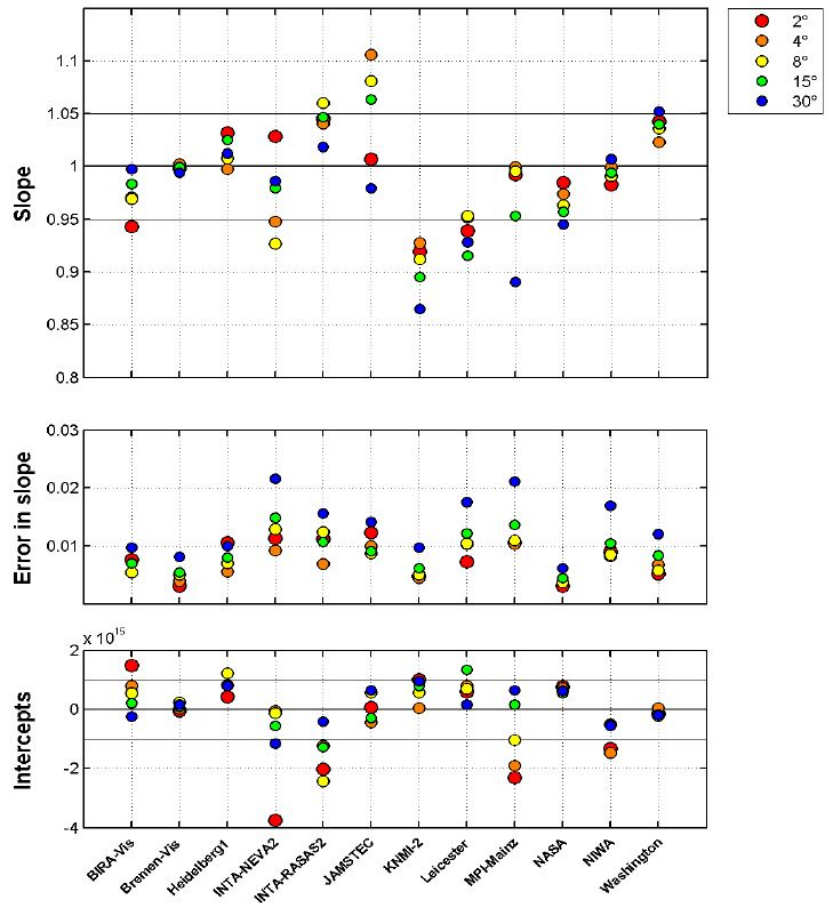 2°
4°
8°
15°
30°
1.1
1.05
1
0.95
0.9
0.85
0.8
Slope
0.03
0.02
0.01
Error in slope
x 10^15
2
0
-2
-4
Intercepts
BIRA-Vis
Bremen-Vis
Heidelberg1
INTA-NEVA2
INTA-RASAS2
JAMSTEC
KNMI-2
Leicester
MPI-Mainz
NASA
NIWA
Washington